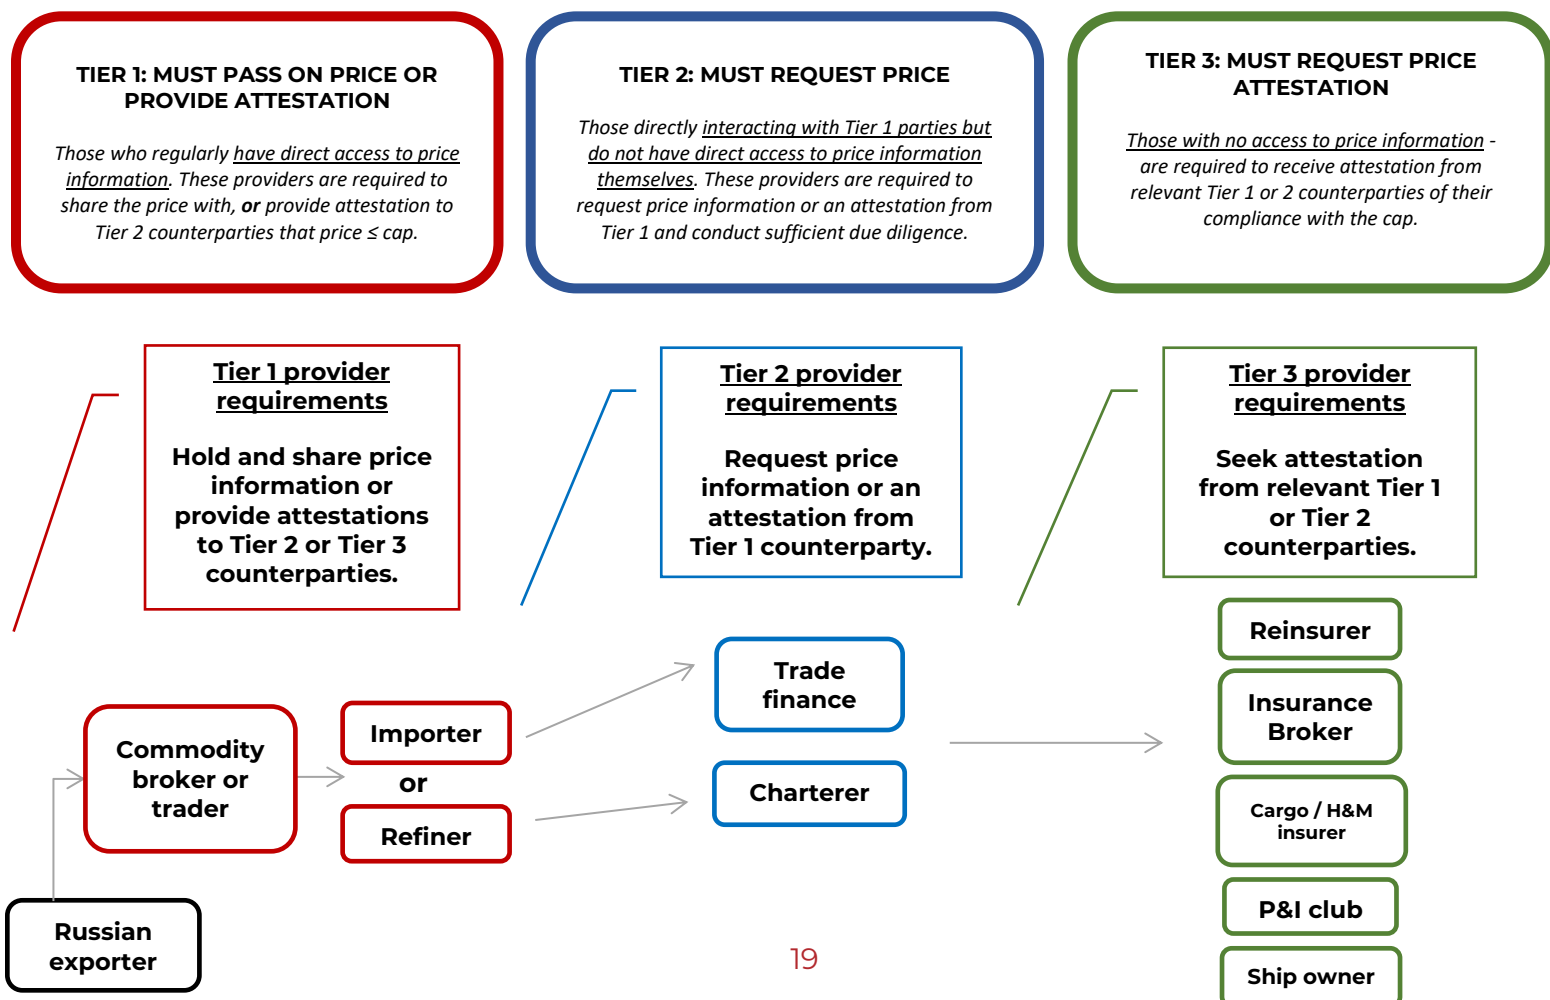 TIER 1: MUST PASS ON PRICE OR
PROVIDE ATTESTATION
Those who regularly have direct access to price
information. These providers are required to
share the price with, or provide attestation to
Tier 2 counterparties that price ≤ cap.
TIER 2: MUST REQUEST PRICE
Those directly interacting with Tier 1 parties but
do not have direct access to price information
themselves. These providers are required to
request price information or an attestation from
Tier 1 and conduct sufficient due diligence.
TIER 3: MUST REQUEST PRICE
ATTESTATION
Those with no access to price information -
are required to receive attestation from
relevant Tier 1 or 2 counterparties of their
compliance with the cap.
Tier 1 provider
requirements
Hold and share price
information or
provide attestations
to Tier 2 or Tier 3
counterparties.
Tier 2 provider
requirements
Request price
information or an
attestation from
Tier 1 counterparty.
Tier 3 provider
requirements
Seek attestation
from relevant Tier 1
or Tier 2
counterparties.
Russian
exporter
Commodity
broker or
trader
Importer
or
Refiner
Trade
finance
Charterer
Reinsurer
Insurance
Broker
Cargo / H&M
insurer
P&I club
Ship owner
19